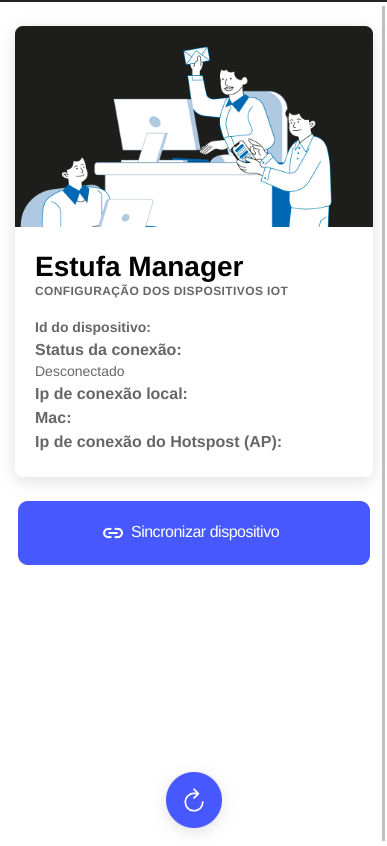 Estufa Manager
CONFIGURAÇÃO DOS DISPOSITIVOS IOT
Id do dispositivo:
Status da conexão:
Desconectado
Ip de conexão local:
Mac:
Ip de conexão do Hotspost (AP):
Sincronizar dispositivo